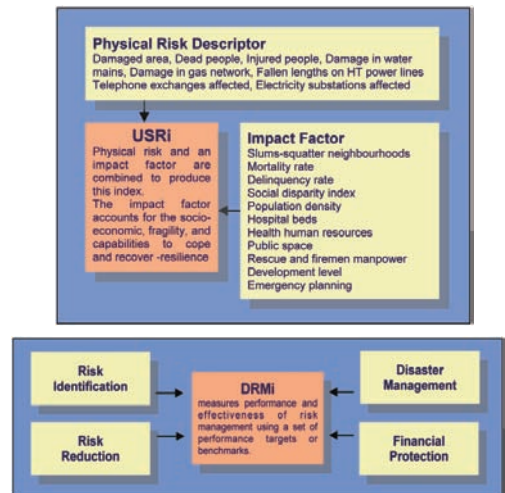 Physical Risk Descriptor
Damaged area, Dead people, Injured people, Damage in water
mains, Damage in gas network, Fallen lengths on HT power lines
Telephone exchanges affected, Electricity substations affected
USRi
Physical risk and an
impact factor are
combined to produce
this index.
The impact factor
accounts for the socio-
economic, fragility, and
capabilities to cope
and recover -resilience
Impact Factor
Slums-squatter neighbourhoods
Mortality rate
Delinquency rate
Social disparity index
Population density
Hospital beds
Health human resources
Public space
Rescue and firemen manpower
Development level
Emergency planning
Risk
Identification
Risk
Reduction
DRMi
measures performance and
effectiveness of risk
management using a set of
performance targets or
benchmarks.
Disaster
Management
Financial
Protection